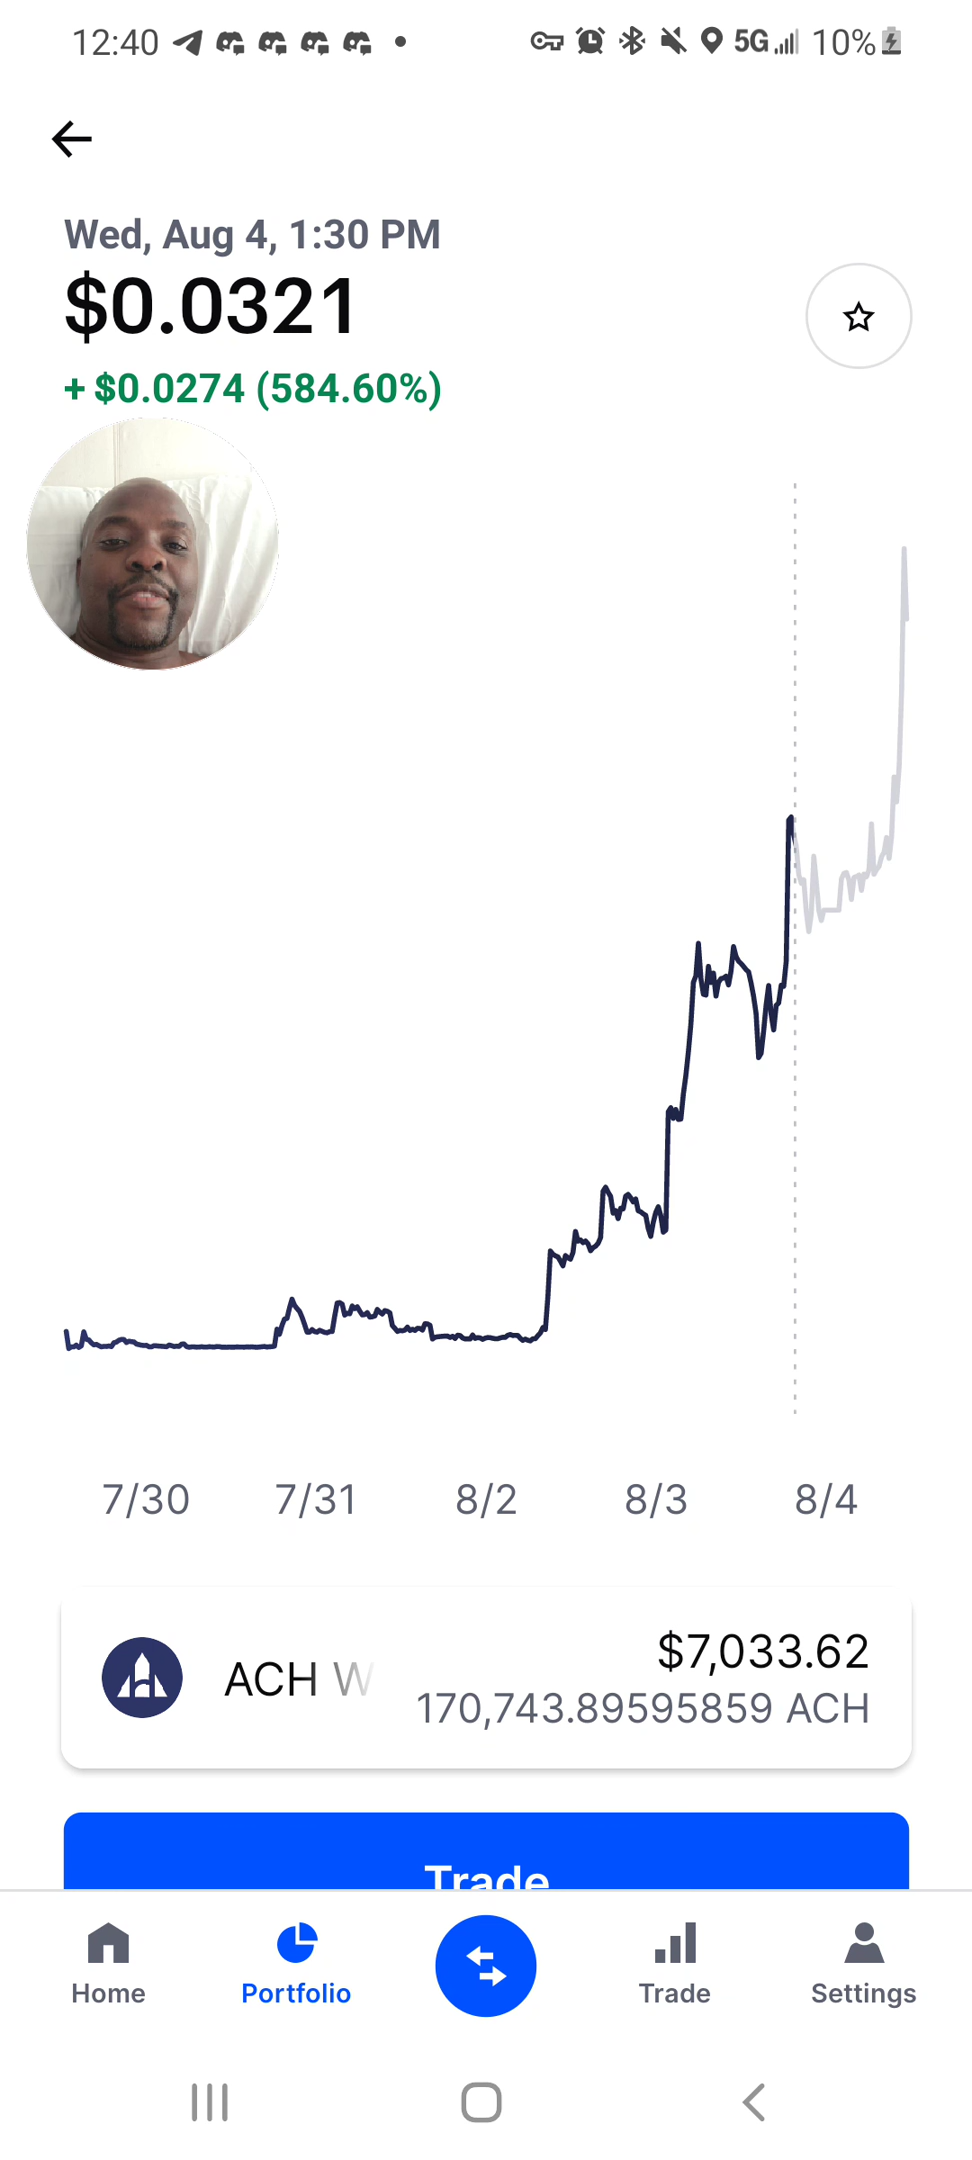 12:40 5G 10%
Wed, Aug 4, 1:30 PM
$0.0321
+ $0.0274 (584.60%)
7/30 7/31 8/2 8/3 8/4
$7,033.62
ACH W
170,743.89595859 ACH
Trade
Home Portfolio Trade Settings